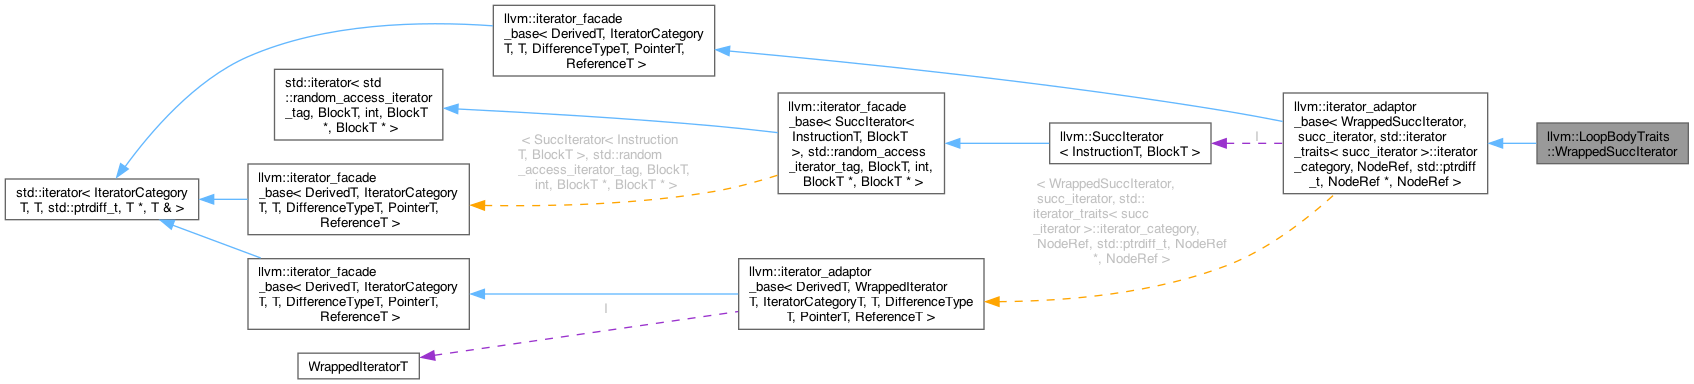 llvm::iterator_facade
_base< DerivedT, IteratorCategory
T, T, DifferenceTypeT, PointerT,
ReferenceT >
std::iterator< std
::random_access_iterator
_tag, BlockT, int, BlockT
*, BlockT * >
llvm::iterator_facade
_base< SuccIterator<
InstructionT, BlockT
>, std::random_access
_iterator_tag, BlockT, int,
BlockT *, BlockT * >
llvm::iterator_adaptor
_base< WrappedSuccIterator,
succ_iterator, std::iterator
_traits< succ_iterator >::iterator
_category, NodeRef, std::ptrdiff
_t, NodeRef *, NodeRef >
llvm::SuccIterator
< InstructionT, BlockT >
I
llvm::LoopBodyTraits
::WrappedSuccIterator
< SuccIterator< Instruction
T, BlockT >, std::random
_access_iterator_tag, BlockT,
int, BlockT *, BlockT * >
llvm::iterator_facade
_base< DerivedT, IteratorCategory
T, T, DifferenceTypeT, PointerT,
ReferenceT >
std::iterator< IteratorCategory
T, T, std::ptrdiff_t, T *, T & >
< WrappedSuccIterator,
succ_iterator, std::
iterator_traits< succ
_iterator >::iterator_category,
NodeRef, std::ptrdiff_t, NodeRef
*, NodeRef >
llvm::iterator_facade
_base< DerivedT, IteratorCategory
T, T, DifferenceTypeT, PointerT,
ReferenceT >
llvm::iterator_adaptor
_base< DerivedT, WrappedIterator
T, IteratorCategoryT, T, DifferenceType
T, PointerT, ReferenceT >
I
WrappedIteratorT